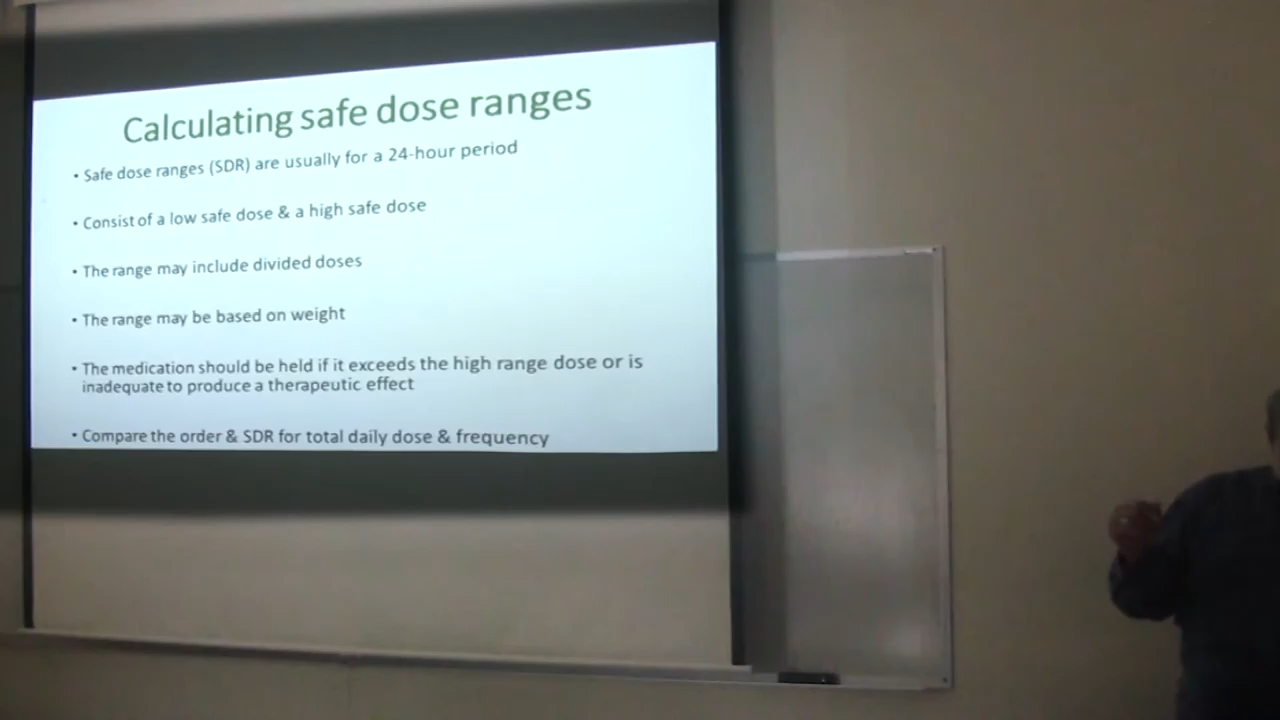 Calculating safe dose ranges
• Safe dose ranges (SDR) are usually for a 24-hour period
• Consist of a low safe dose & a high safe dose
• The range may include divided doses
• The range may be based on weight
• The medication should be held if it exceeds the high range dose or is
inadequate to produce a therapeutic effect
• Compare the order & SDR for total daily dose & frequency